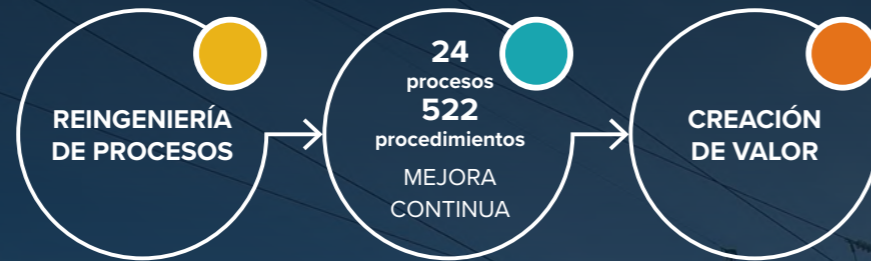 REINGENIERÍA
DE PROCESOS
24
procesos
522
procedimientos
MEJORA
CONTINUA
CREACIÓN
DE VALOR